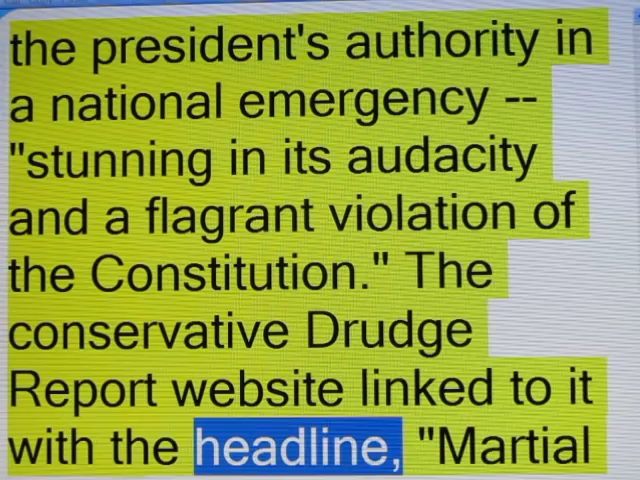 the president's authority in
a national emergency --
"stunning in its audacity
and a flagrant violation of
the Constitution." The
conservative Drudge
Report website linked to it
with the headline, "Martial